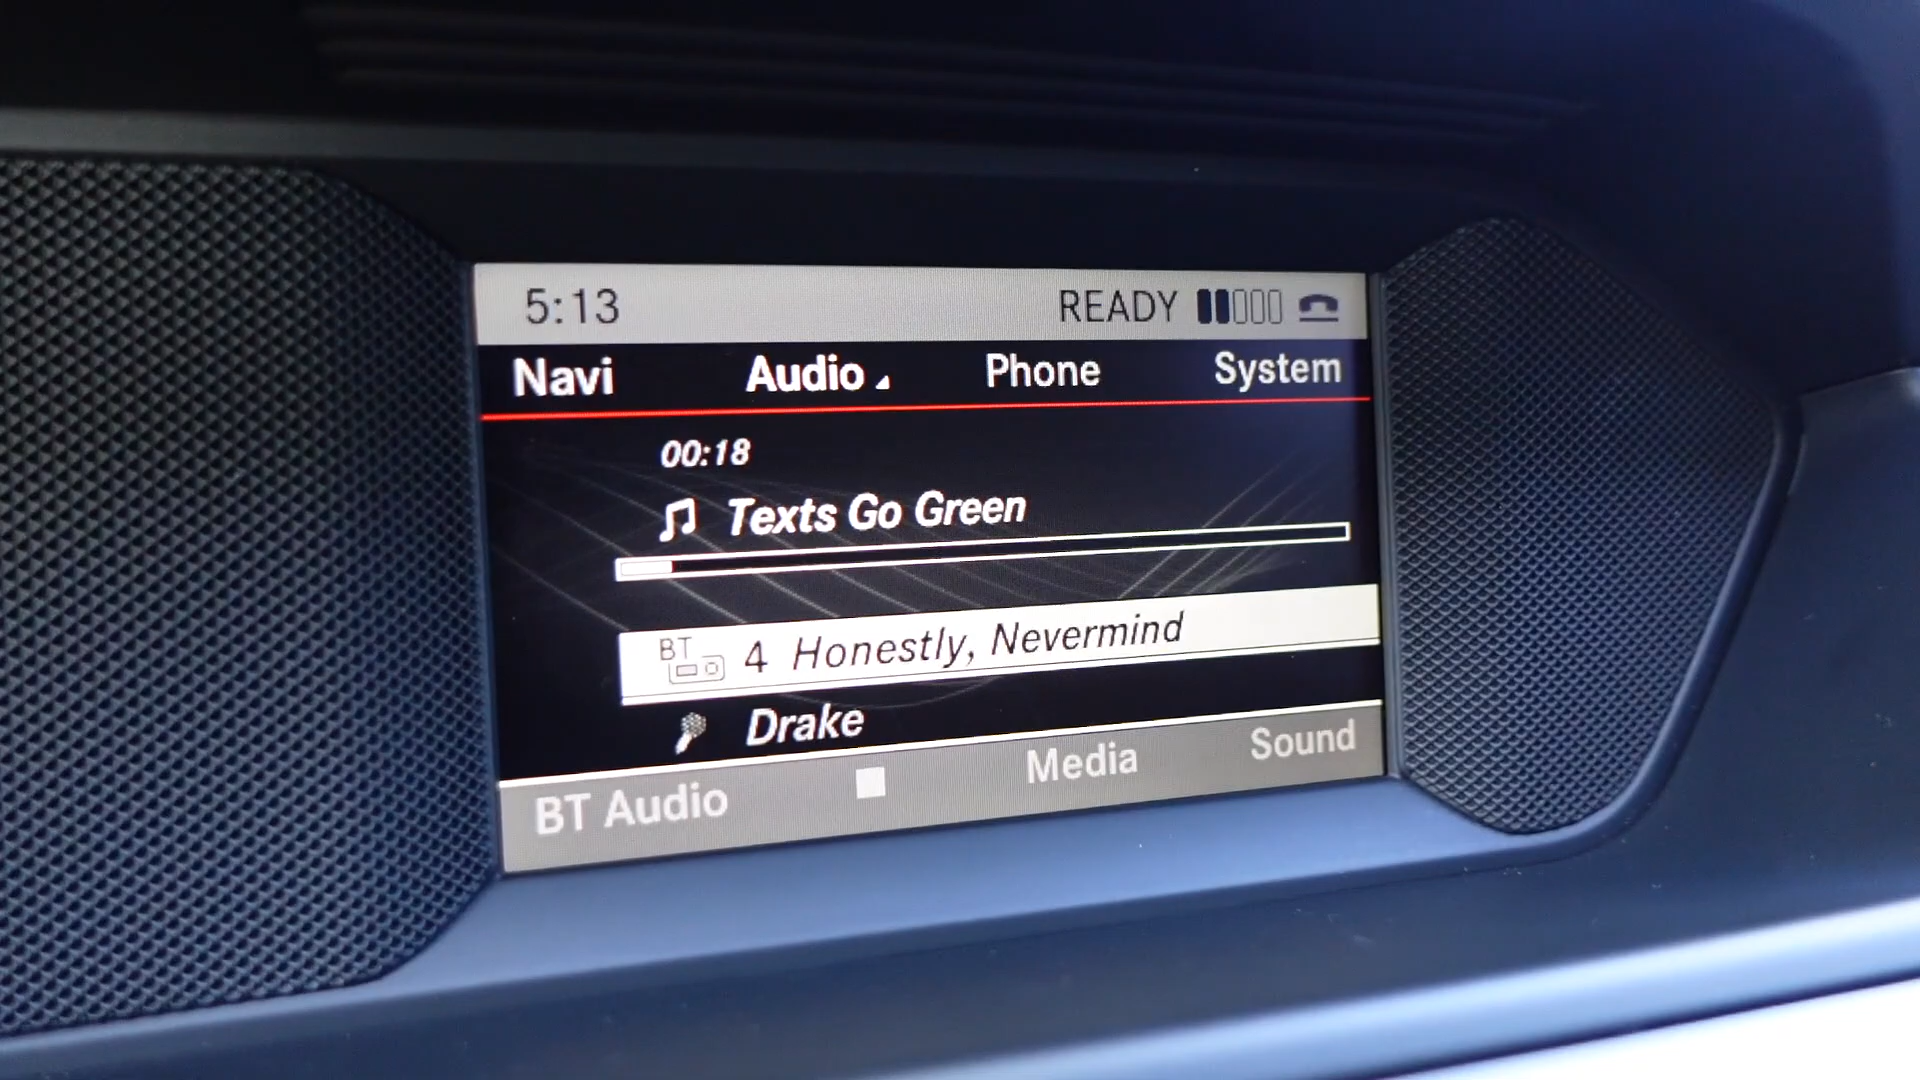 5:13 READY
Navi Audio Phone System
00:18
Texts Go Green
BT 4 Honestly, Nevermind
Drake
BT Audio Media Sound